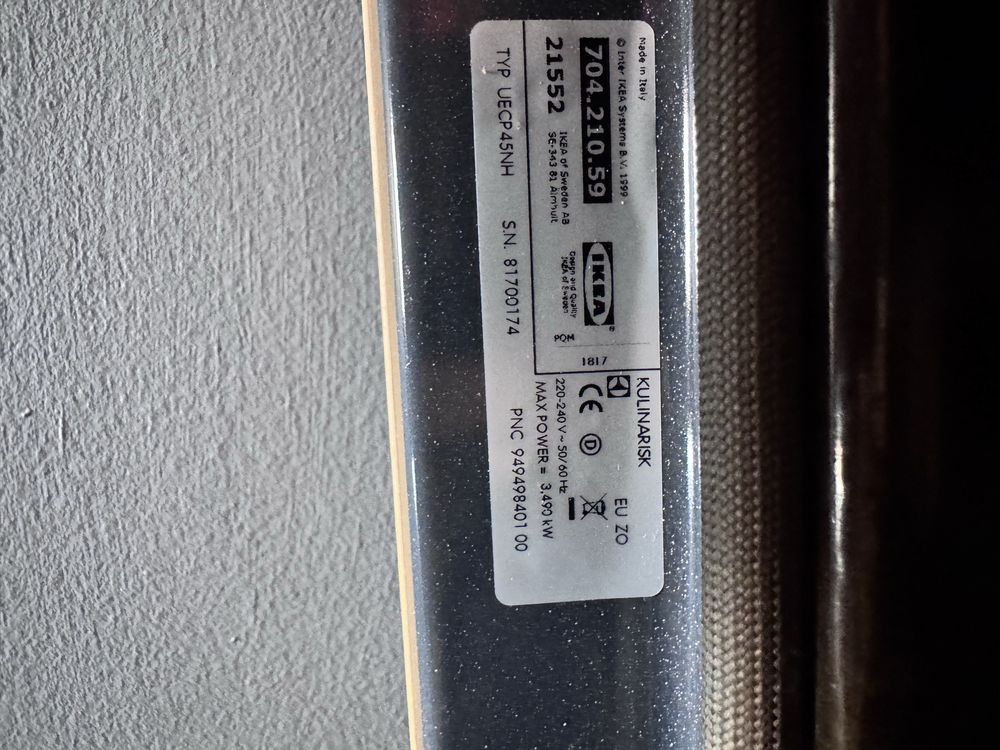 Made in Italy
© Inter IKEA Systems B.V. 1999
704.210.59
21552
IKEA of Sweden AB
SE-343 81 Älmhult
IKEA®
Design and Quality
IKEA of Sweden
PQM
1817
TYP UECP45NH
S.N. 81700174
KULINARISK
EU ZO
CE D
220-240 V ~ 50/60 Hz
MAX POWER = 3.490 kW
PNC 949498401 00